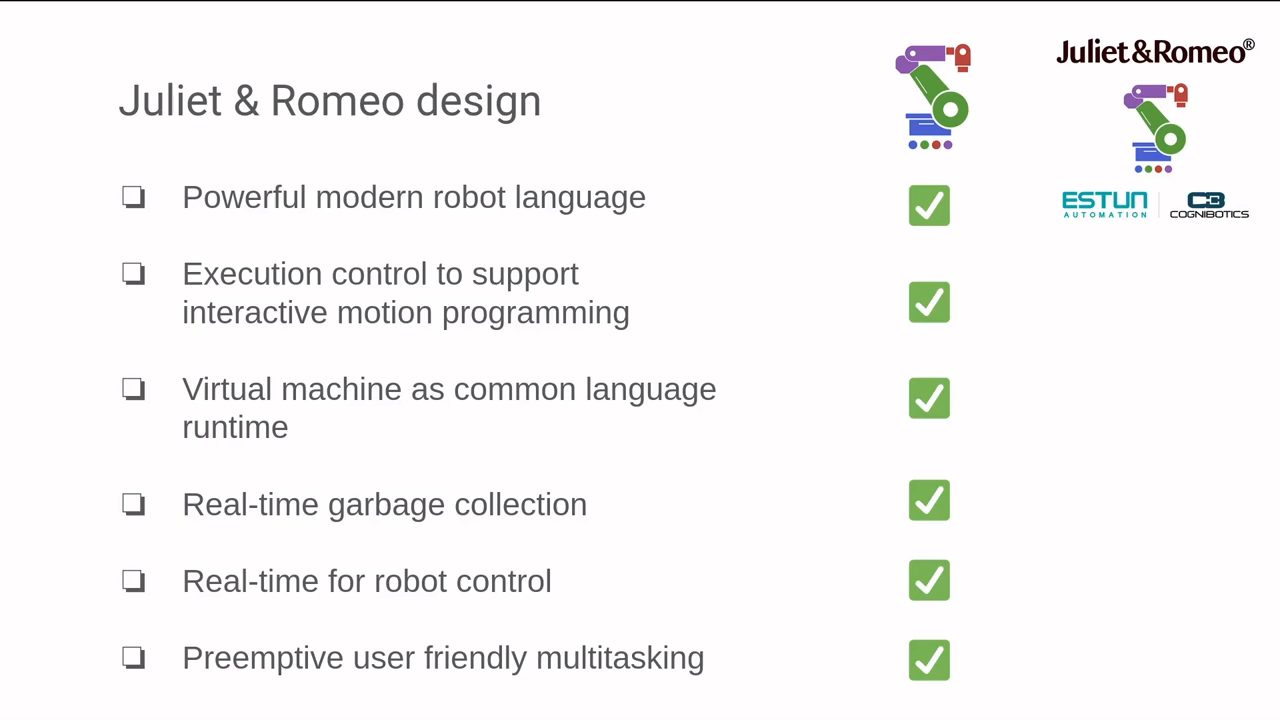 Juliet&Romeo®
Juliet & Romeo design
ESTUN
AUTOMATION
CB
COGNIBOTICS
Powerful modern robot language
Execution control to support
interactive motion programming
Virtual machine as common language
runtime
Real-time garbage collection
Real-time for robot control
Preemptive user friendly multitasking